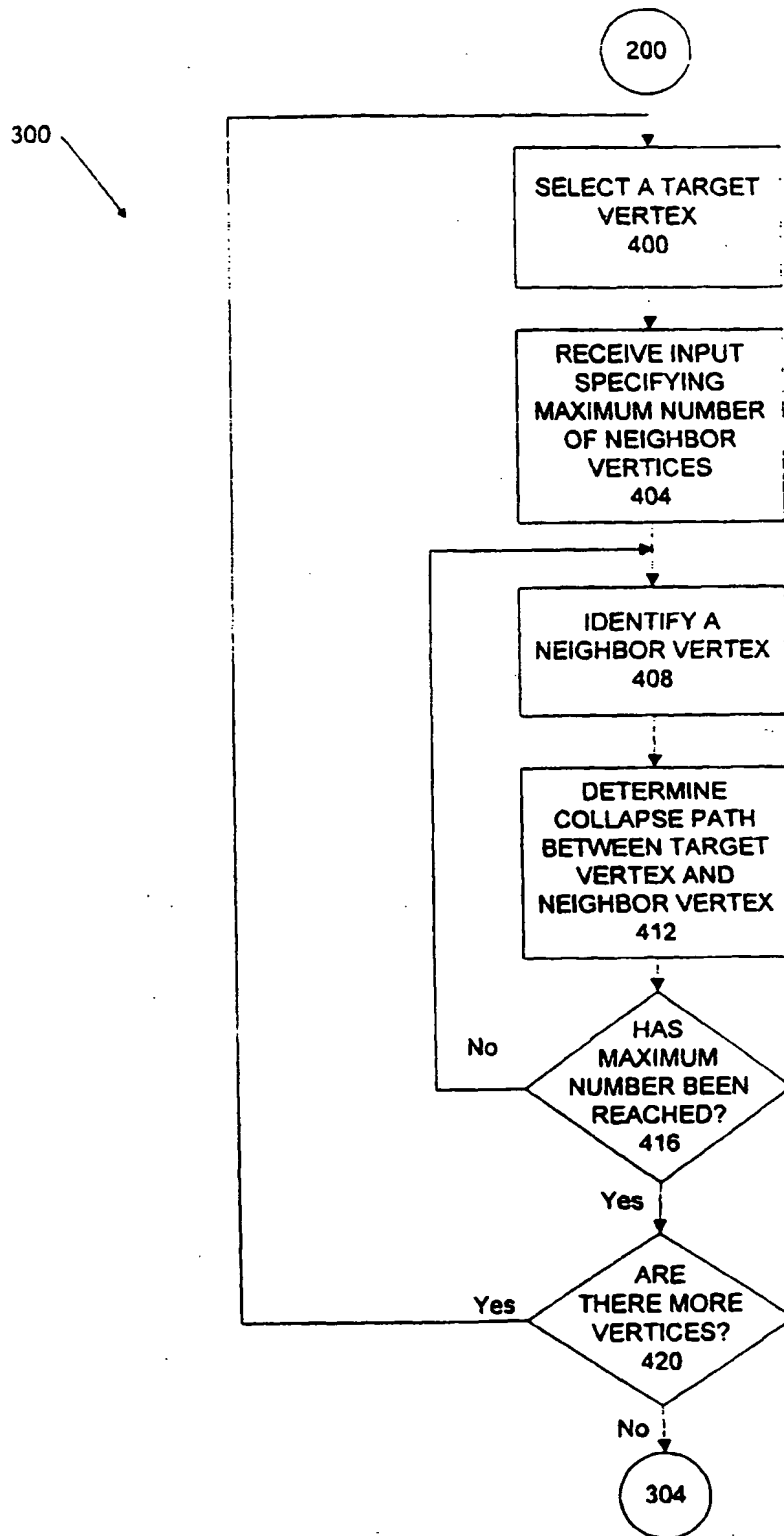 200
300
SELECT A TARGET
VERTEX
400
RECEIVE INPUT
SPECIFYING
MAXIMUM NUMBER
OF NEIGHBOR
VERTICES
404
IDENTIFY A
NEIGHBOR VERTEX
408
DETERMINE
COLLAPSE PATH
BETWEEN TARGET
VERTEX AND
NEIGHBOR VERTEX
412
No
HAS
MAXIMUM
NUMBER BEEN
REACHED?
416
Yes
Yes
ARE
THERE MORE
VERTICES?
420
No
304